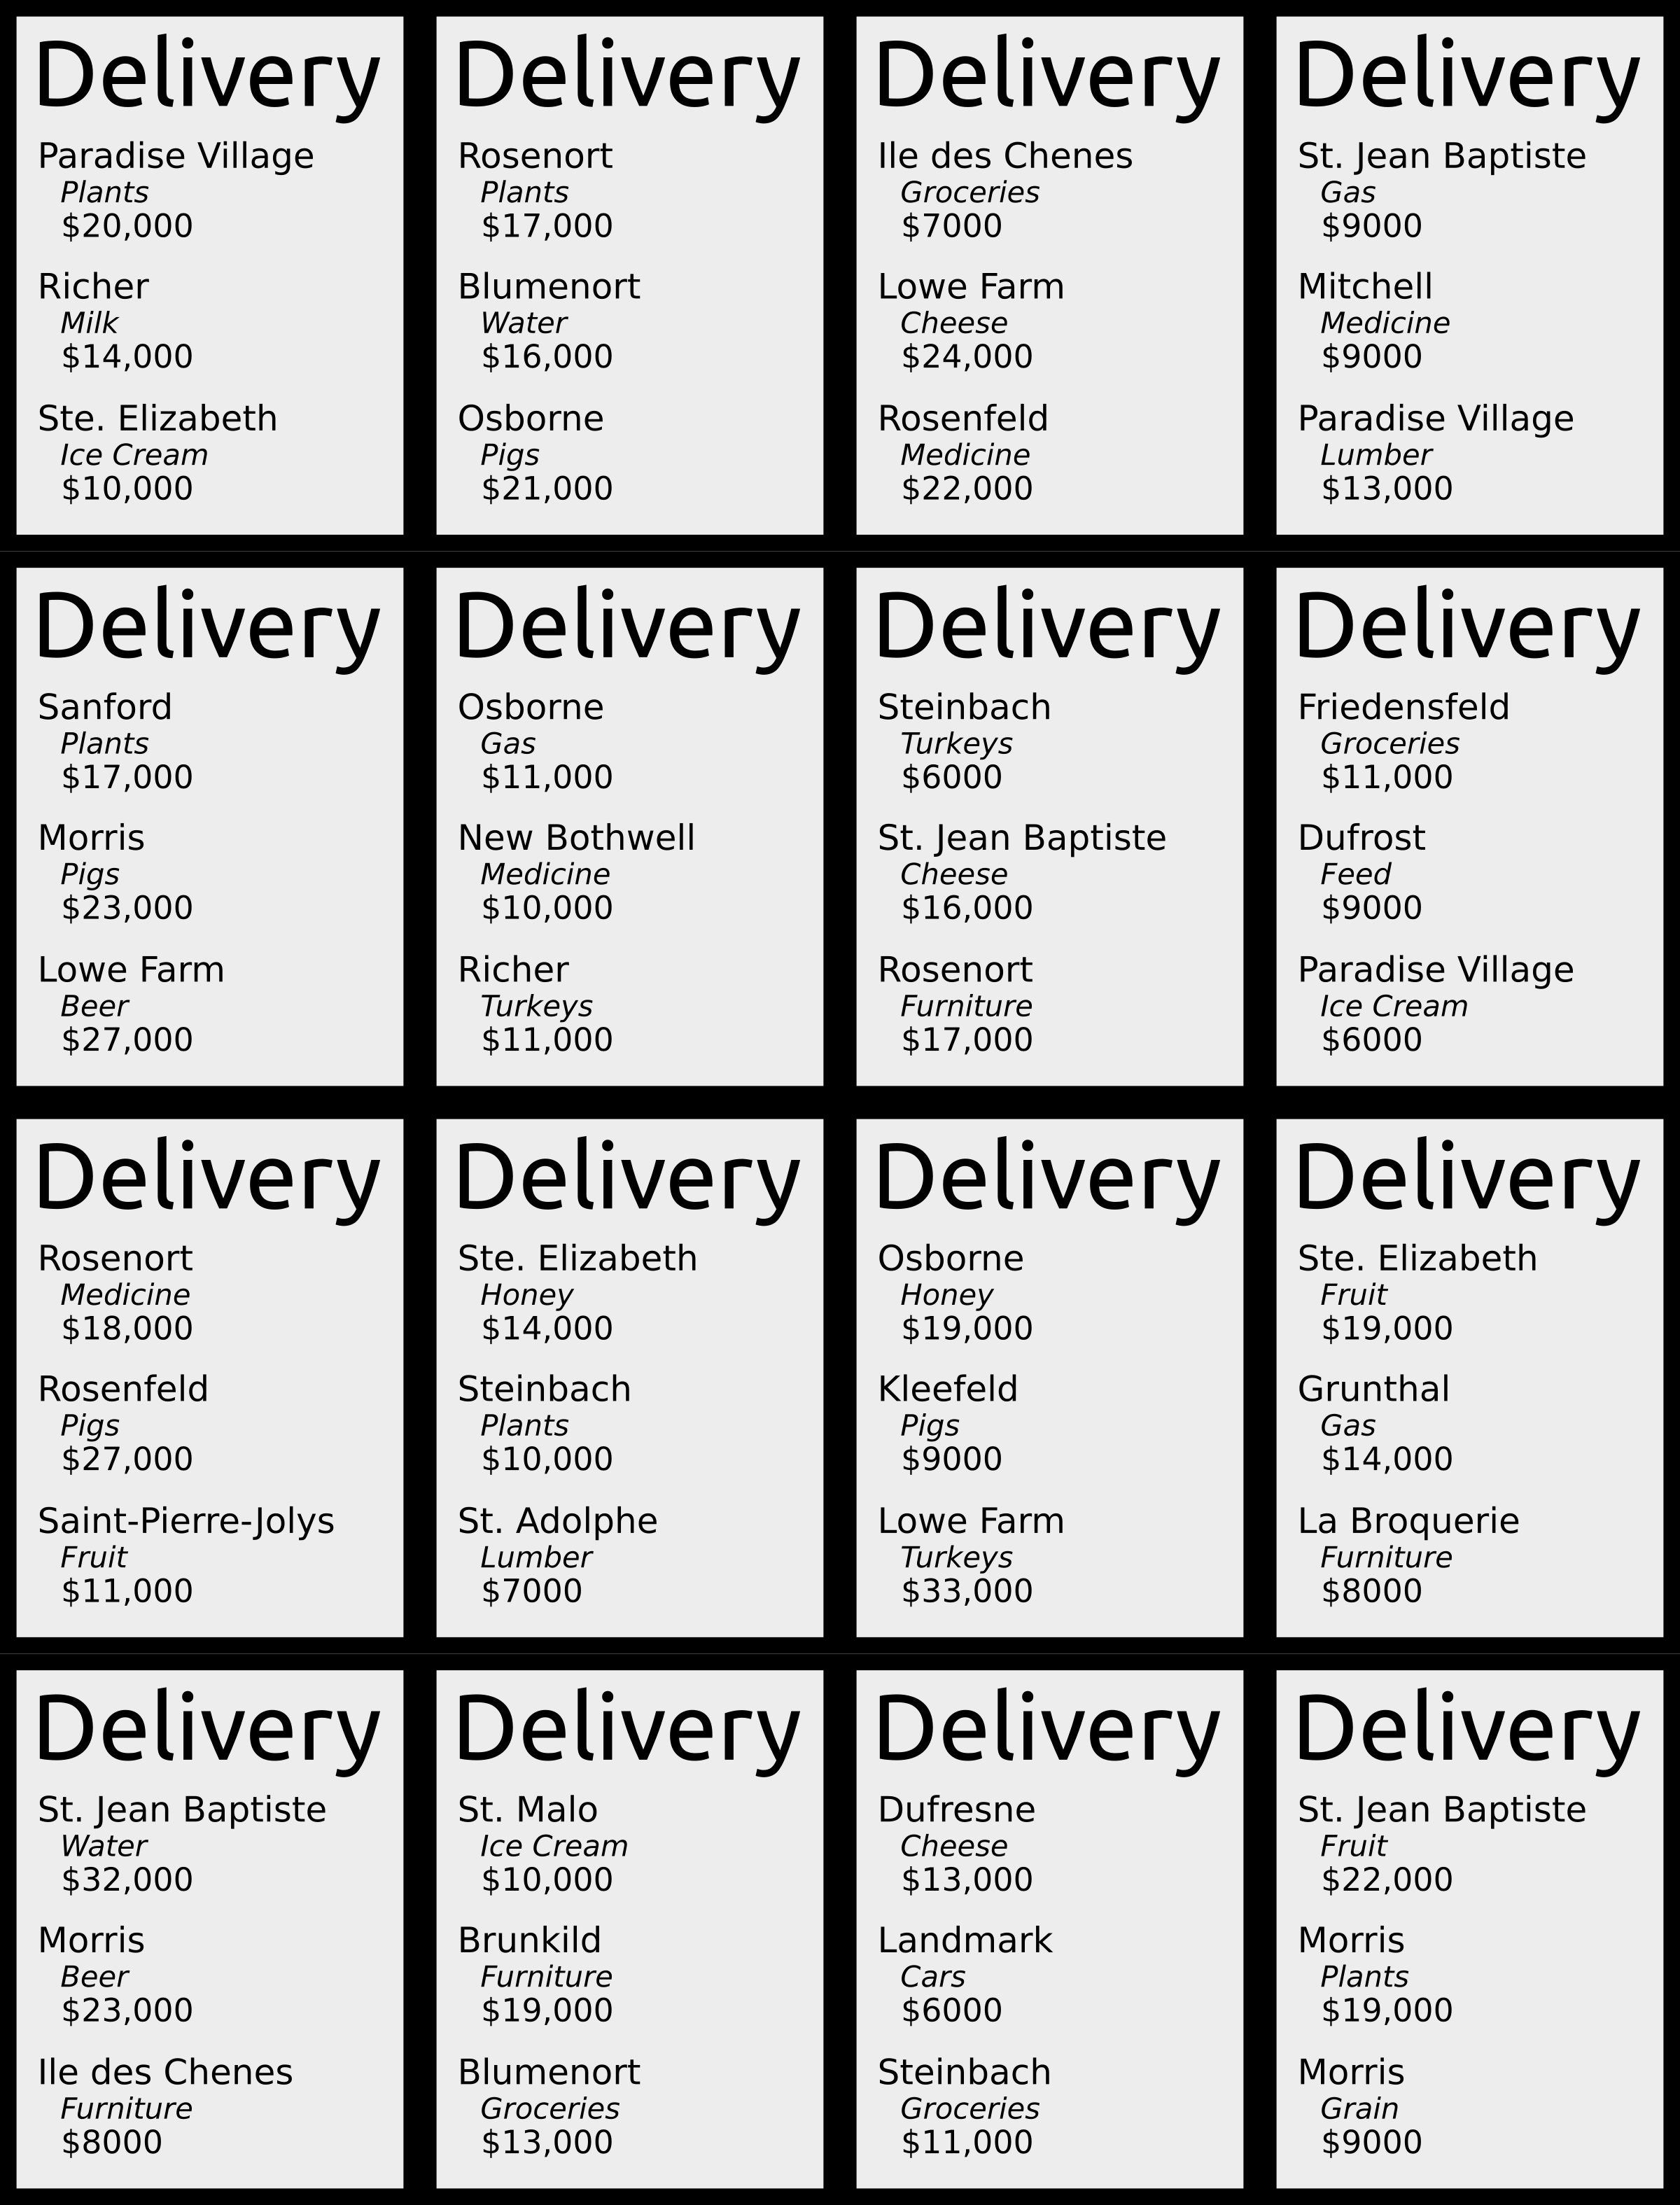 Delivery
Paradise Village
Plants
$20,000
Richer
Milk
$14,000
Ste. Elizabeth
Ice Cream
$10,000
Delivery
Rosenort
Plants
$17,000
Blumenort
Water
$16,000
Osborne
Pigs
$21,000
Delivery
Ile des Chenes
Groceries
$7000
Lowe Farm
Cheese
$24,000
Rosenfeld
Medicine
$22,000
Delivery
St. Jean Baptiste
Gas
$9000
Mitchell
Medicine
$9000
Paradise Village
Lumber
$13,000
Delivery
Sanford
Plants
$17,000
Morris
Pigs
$23,000
Lowe Farm
Beer
$27,000
Delivery
Osborne
Gas
$11,000
New Bothwell
Medicine
$10,000
Richer
Turkeys
$11,000
Delivery
Steinbach
Turkeys
$6000
St. Jean Baptiste
Cheese
$16,000
Rosenort
Furniture
$17,000
Delivery
Friedensfeld
Groceries
$11,000
Dufrost
Feed
$9000
Paradise Village
Ice Cream
$6000
Delivery
Rosenort
Medicine
$18,000
Rosenfeld
Pigs
$27,000
Saint-Pierre-Jolys
Fruit
$11,000
Delivery
Ste. Elizabeth
Honey
$14,000
Steinbach
Plants
$10,000
St. Adolphe
Lumber
$7000
Delivery
Osborne
Honey
$19,000
Kleefeld
Pigs
$9000
Lowe Farm
Turkeys
$33,000
Delivery
Ste. Elizabeth
Fruit
$19,000
Grunthal
Gas
$14,000
La Broquerie
Furniture
$8000
Delivery
St. Jean Baptiste
Water
$32,000
Morris
Beer
$23,000
Ile des Chenes
Furniture
$8000
Delivery
St. Malo
Ice Cream
$10,000
Brunkild
Furniture
$19,000
Blumenort
Groceries
$13,000
Delivery
Dufresne
Cheese
$13,000
Landmark
Cars
$6000
Steinbach
Groceries
$11,000
Delivery
St. Jean Baptiste
Fruit
$22,000
Morris
Plants
$19,000
Morris
Grain
$9000